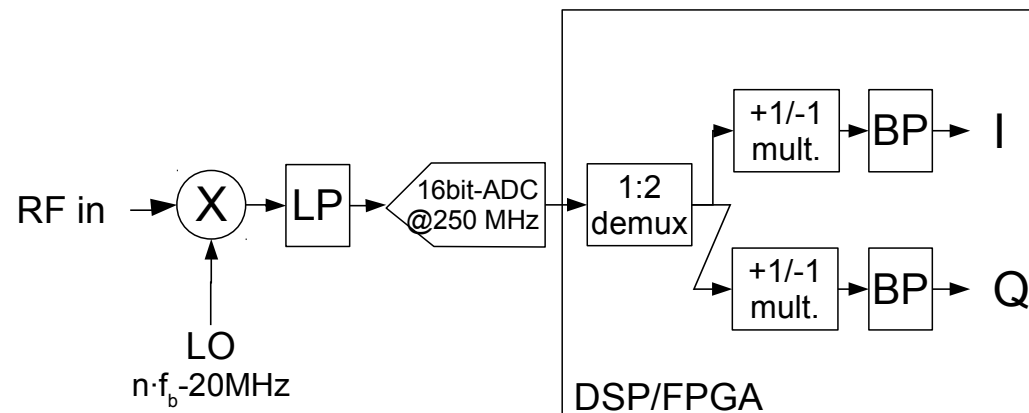 RF in
X
LO
n·f_b-20MHz
LP
16bit-ADC
@250 MHz
1:2
demux
+1/-1
mult.
BP
I
+1/-1
mult.
BP
Q
DSP/FPGA